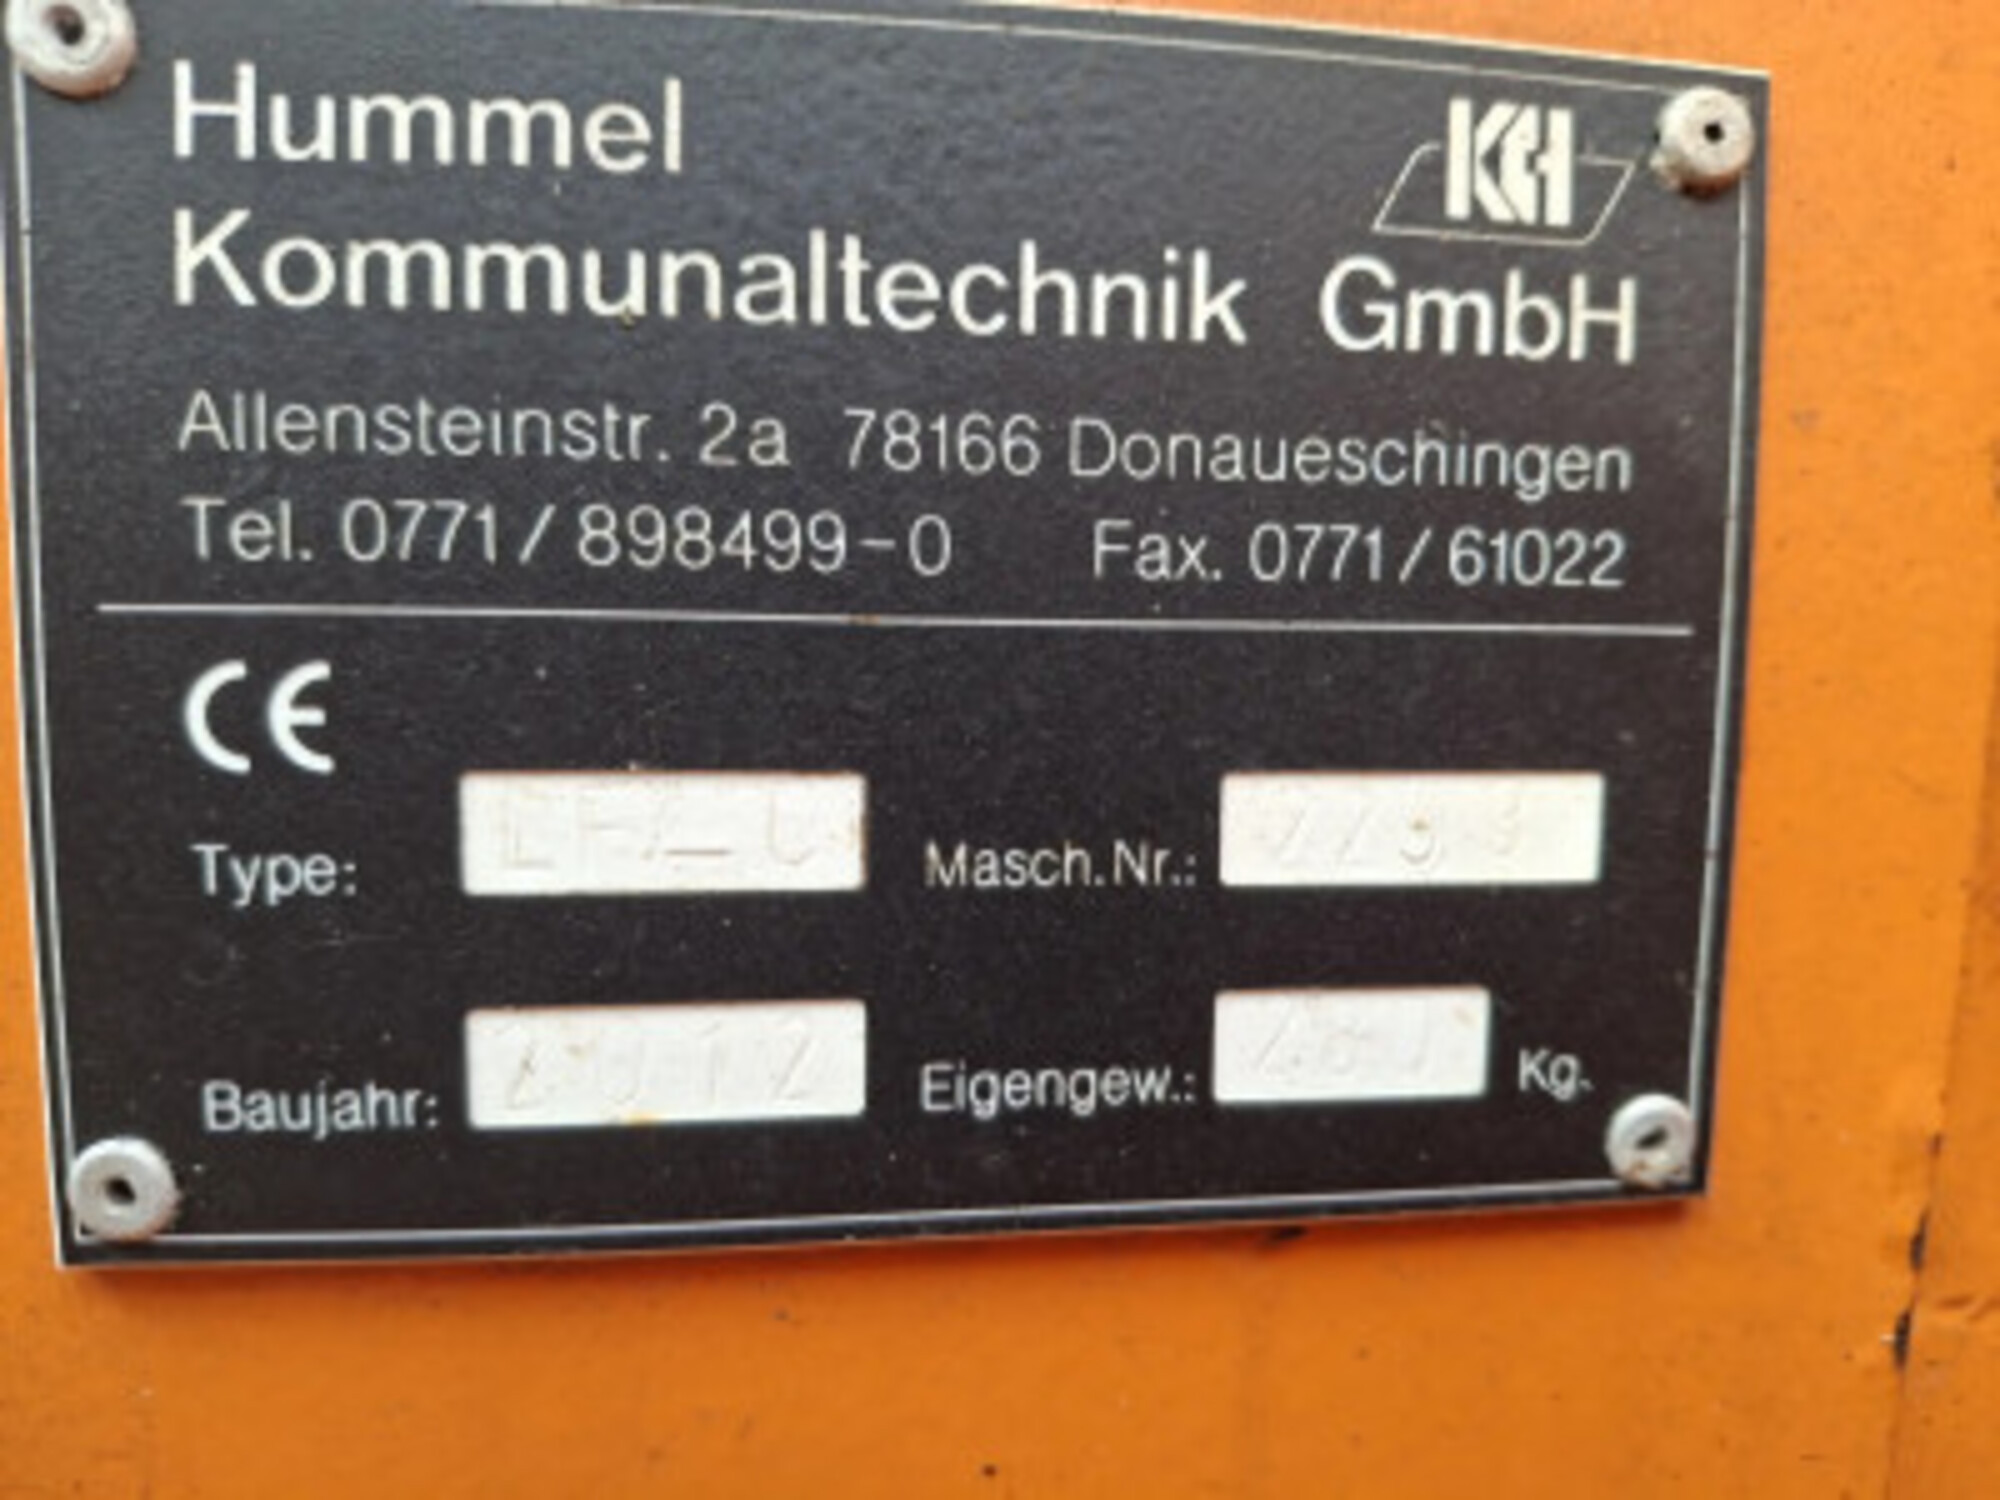 Hummel
KH
Kommunaltechnik GmbH
Allensteinstr. 2a 78166 Donaueschingen
Tel. 0771/898499-0 Fax. 0771/61022
CE
Type: Masch.Nr.:
Baujahr: 2012 Eigengew.: Kg.